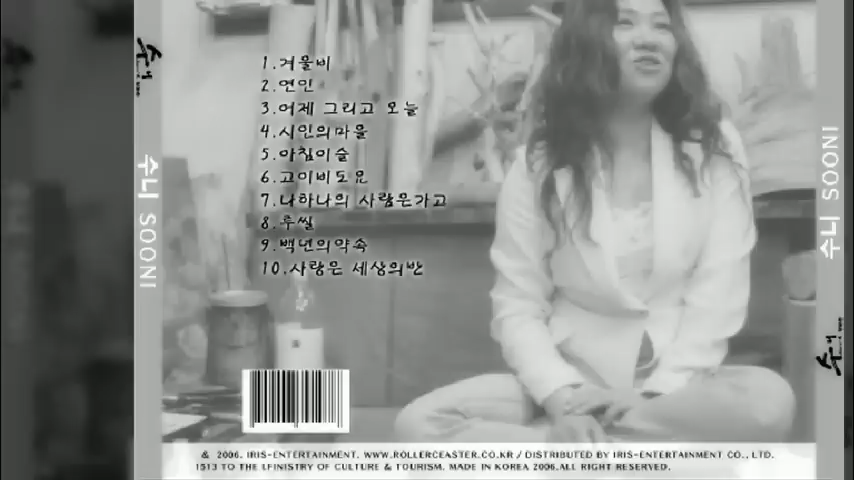 1.겨울비
2.연인
3.어제 그리고 오늘
4.시인의마을
5.아침이슬
6.고이비도요
7.나하나의 사랑은가고
8.루씰
9.백년의약속
10.사랑은 세상의반
수니 SOONI
수니 SOONI
& 2006. IRIS-ENTERTAINMENT. WWW.ROLLERCEASTER.CO.KR / DISTRIBUTED BY IRIS-ENTERTAINMENT CO., LTD.
1513 TO THE LFINISTRY OF CULTURE & TOURISM. MADE IN KOREA 2006.ALL RIGHT RESERVED.